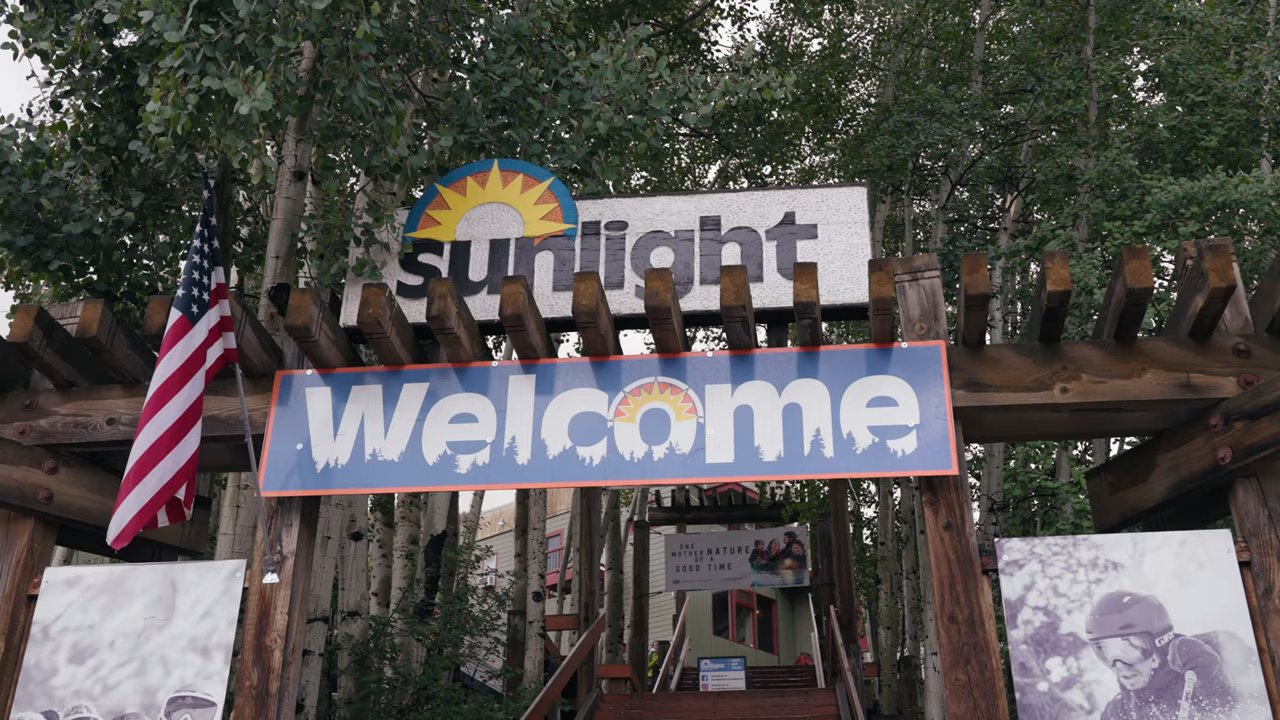 sunlight
Welcome
ONE
MOTHER NATURE
OF A
GOOD TIME